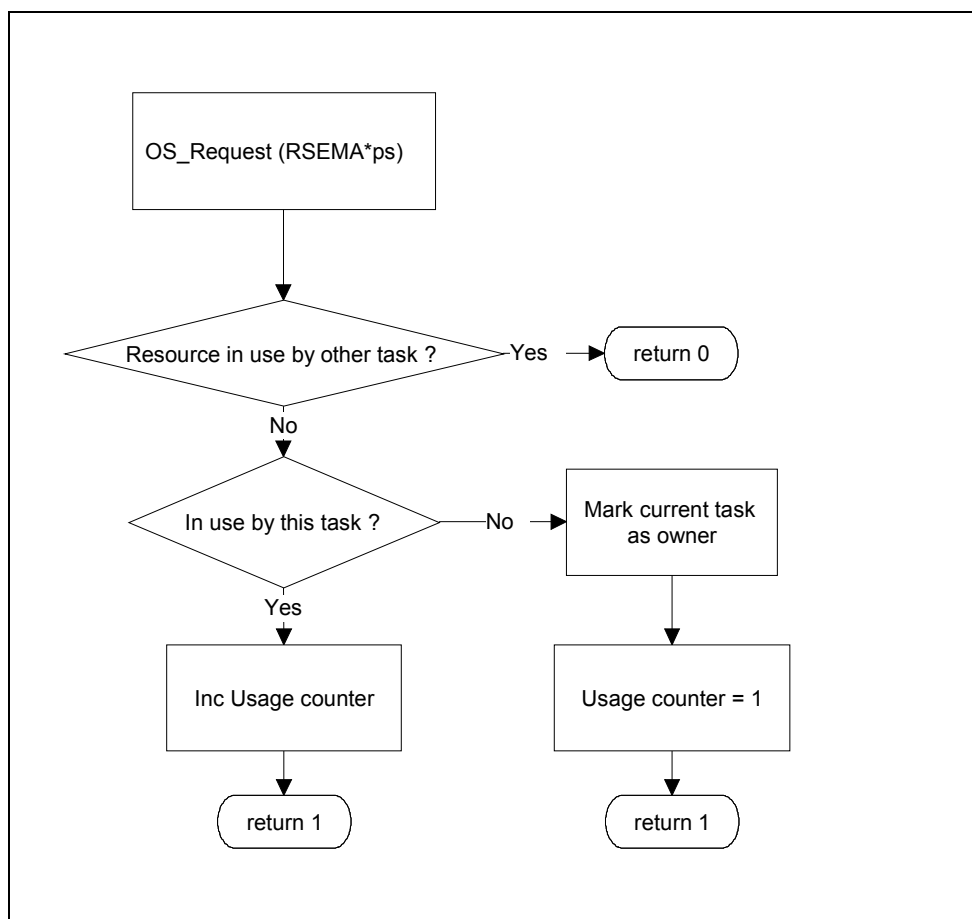 OS_Request (RSEMA*ps)
Resource in use by other task ?
Yes
return 0
No
In use by this task ?
No
Mark current task
as owner
Yes
Inc Usage counter
Usage counter = 1
return 1
return 1